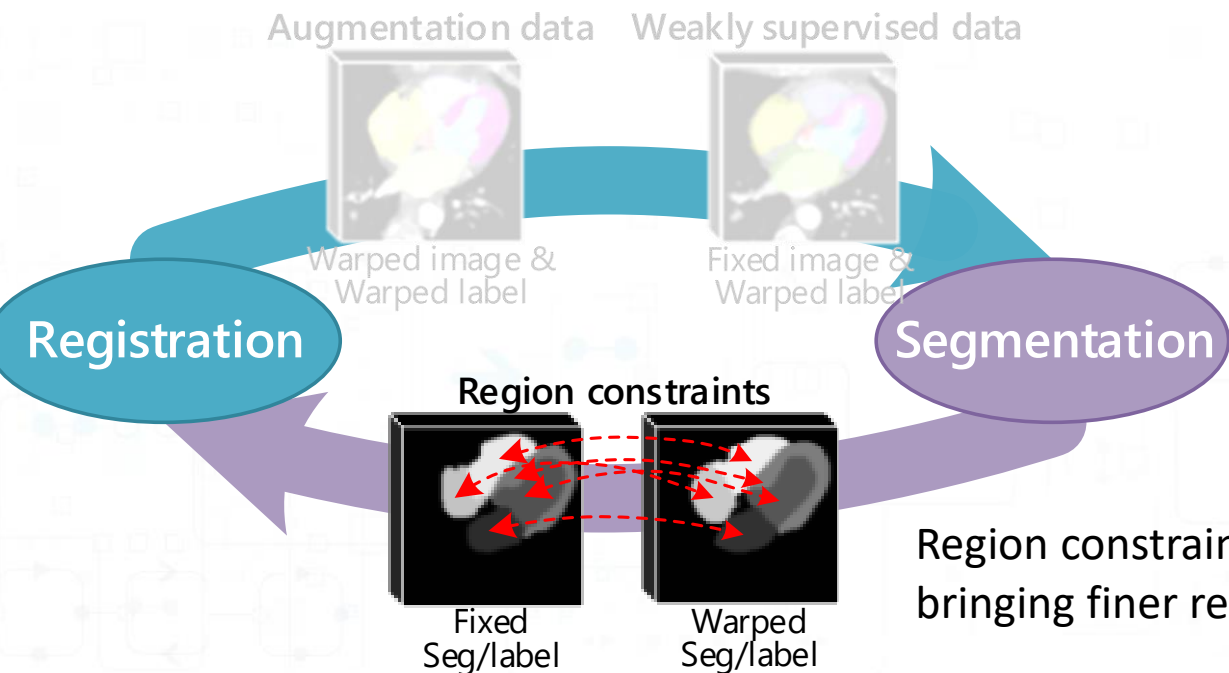 Augmentation data
Weakly supervised data
Warped image &
Warped label
Fixed image &
Warped label
Registration
Segmentation
Region constraints
Fixed
Seg/label
Warped
Seg/label
Region constrain
bringing finer re